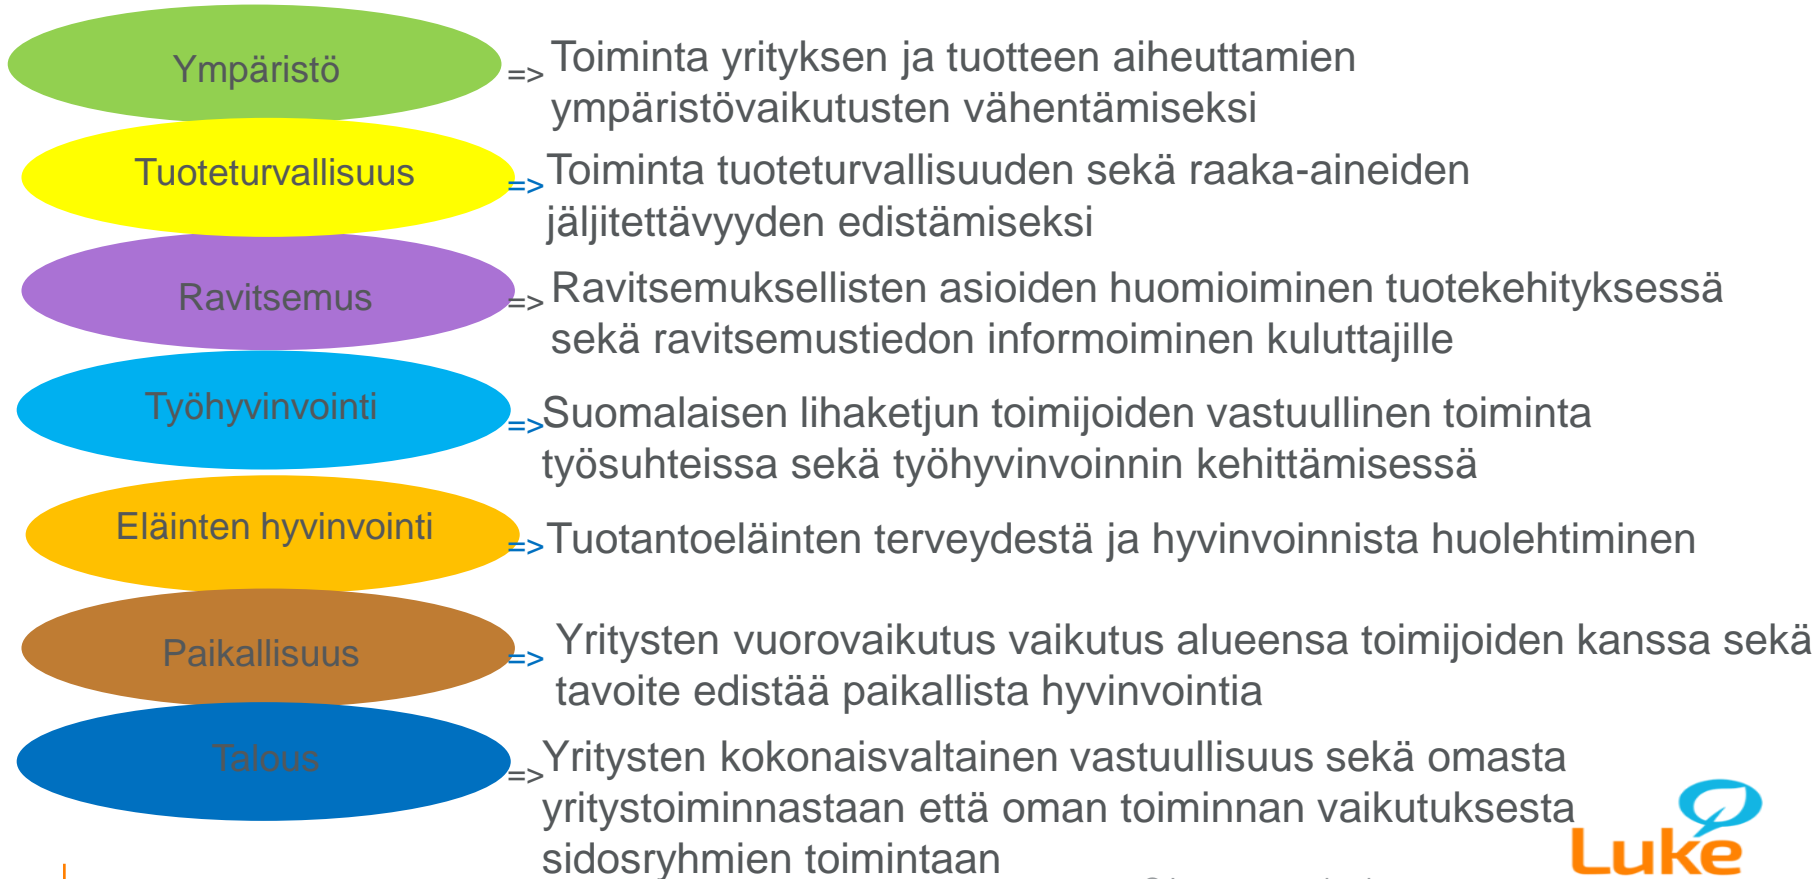 Ympäristö
=> Toiminta yrityksen ja tuotteen aiheuttamien
ympäristövaikutusten vähentämiseksi
Tuoteturvallisuus
=> Toiminta tuoteturvallisuuden sekä raaka-aineiden
jäljitettävyyden edistämiseksi
Ravitsemus
=> Ravitsemuksellisten asioiden huomioiminen tuotekehityksessä
sekä ravitsemustiedon informoiminen kuluttajille
Työhyvinvointi
=> Suomalaisen lihaketjun toimijoiden vastuullinen toiminta
työsuhteissa sekä työhyvinvoinnin kehittämisessä
Eläinten hyvinvointi
=> Tuotantoeläinten terveydestä ja hyvinvoinnista huolehtiminen
Paikallisuus
=> Yritysten vuorovaikutus vaikutus alueensa toimijoiden kanssa sekä
tavoite edistää paikallista hyvinvointia
Talous
=> Yritysten kokonaisvaltainen vastuullisuus sekä omasta
yritystoiminnastaan että oman toiminnan vaikutuksesta
sidosryhmien toimintaan
Luke